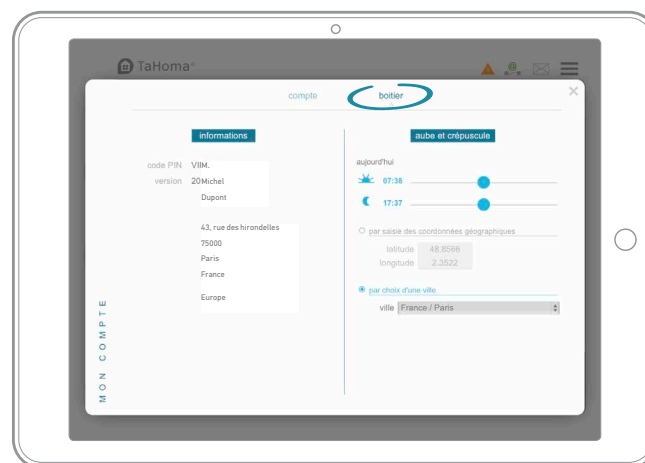 TaHoma®
compte
boitier
MON COMPTE
informations
code PIN VIIM.
version 20Michel
Dupont
43, rue des hirondelles
75000
Paris
France
Europe
aube et crépuscule
aujourd'hui
07:38
17:37
par saisie des coordonnées géographiques
latitude 48.8566
longitude 2.3522
par choix d'une ville
ville France / Paris